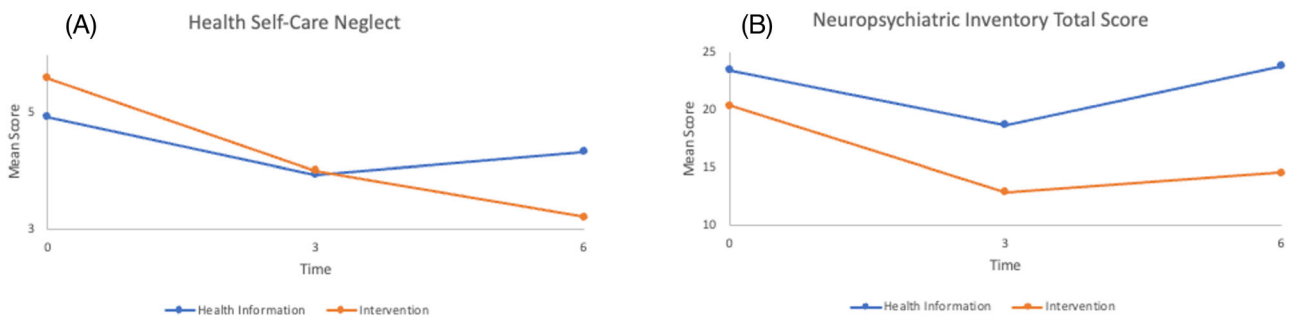 (A)
Health Self-Care Neglect
Mean Score
5
3
0
3
6
Time
Health Information
Intervention
(B)
Neuropsychiatric Inventory Total Score
Mean Score
25
20
15
10
0
3
6
Time
Health Information
Intervention